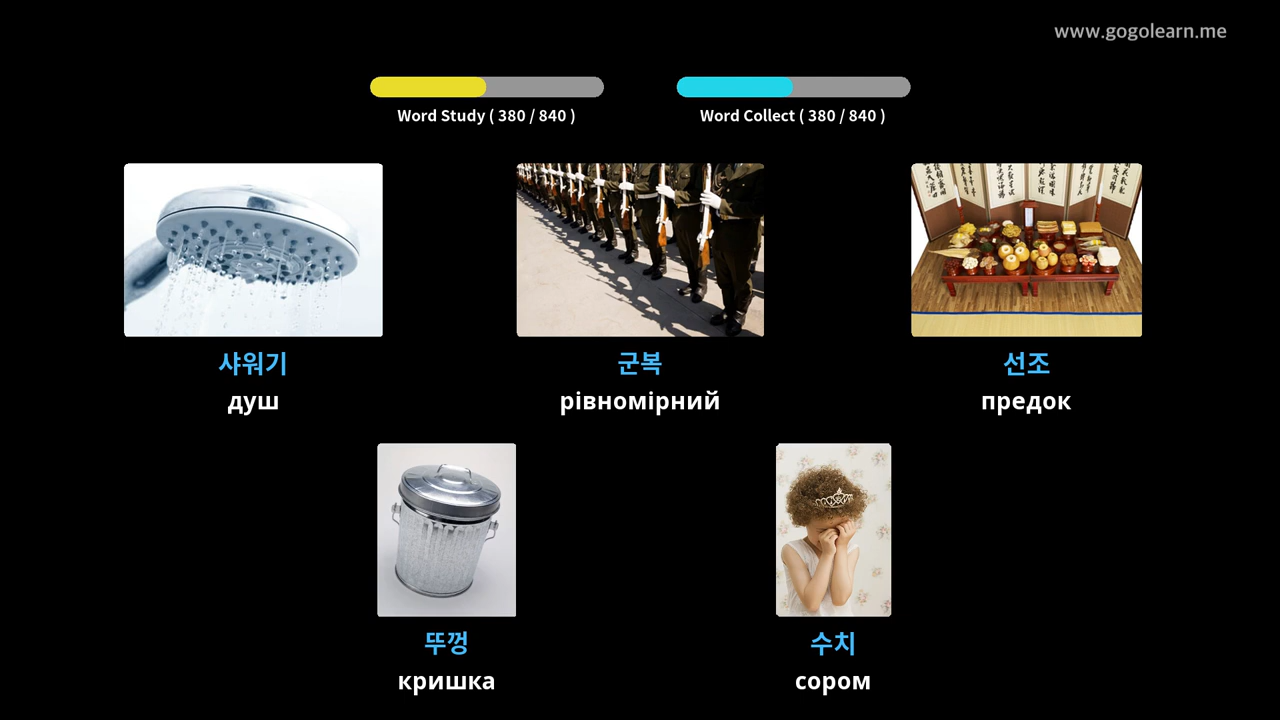 www.gogolearn.me
Word Study ( 380 / 840 )
Word Collect ( 380 / 840 )
샤워기
душ
군복
рівномірний
선조
предок
뚜껑
кришка
수치
сором